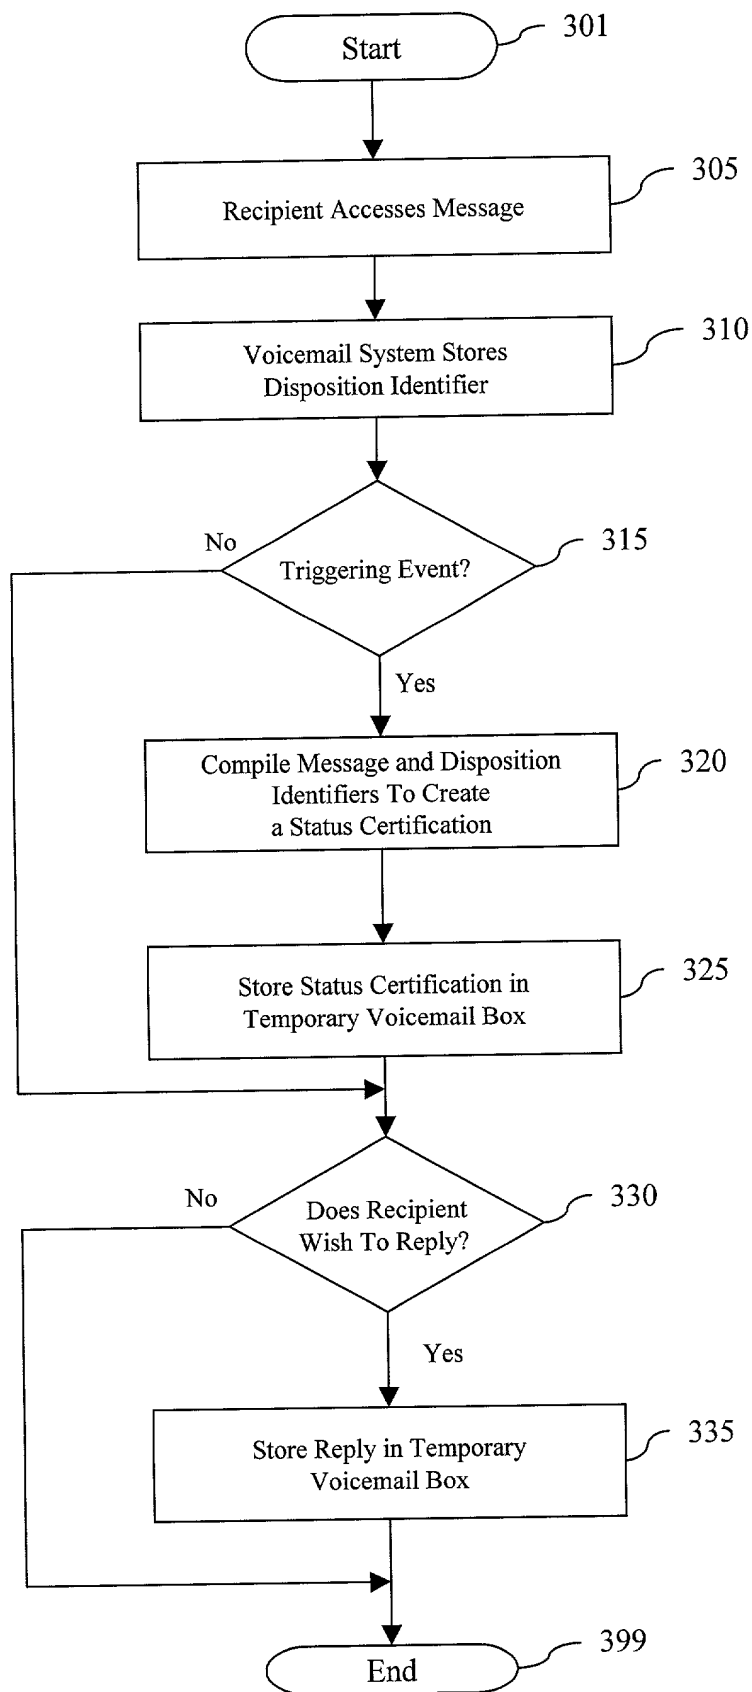 Start
301
Recipient Accesses Message
305
Voicemail System Stores
Disposition Identifier
310
Triggering Event?
315
No
Yes
Compile Message and Disposition
Identifiers To Create
a Status Certification
320
Store Status Certification in
Temporary Voicemail Box
325
Does Recipient
Wish To Reply?
330
No
Yes
Store Reply in Temporary
Voicemail Box
335
End
399